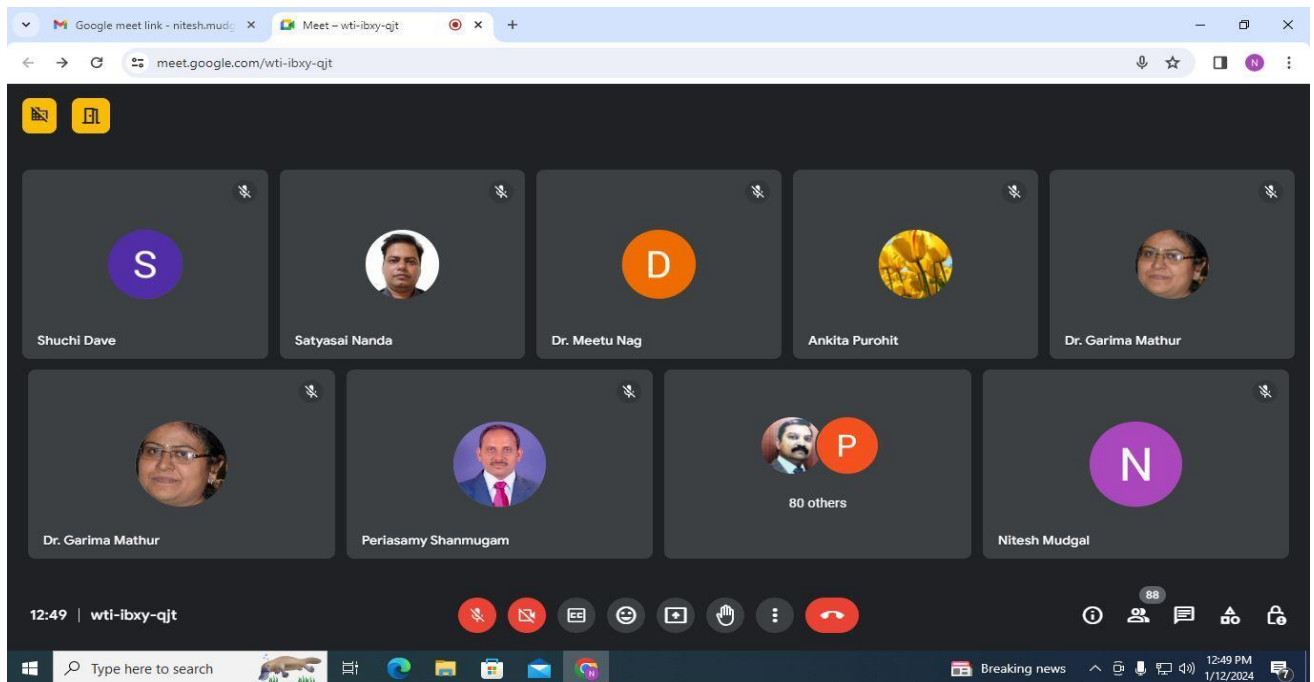 Google meet link - nitesh.mudg
Meet – wti-ibxy-qjt
meet.google.com/wti-ibxy-qjt
N
S
D
Shuchi Dave
Satyasai Nanda
Dr. Meetu Nag
Ankita Purohit
Dr. Garima Mathur
P
N
80 others
Dr. Garima Mathur
Periasamy Shanmugam
Nitesh Mudgal
12:49 | wti-ibxy-qjt
CC
88
Type here to search
N
Breaking news
12:49 PM
1/12/2024
7